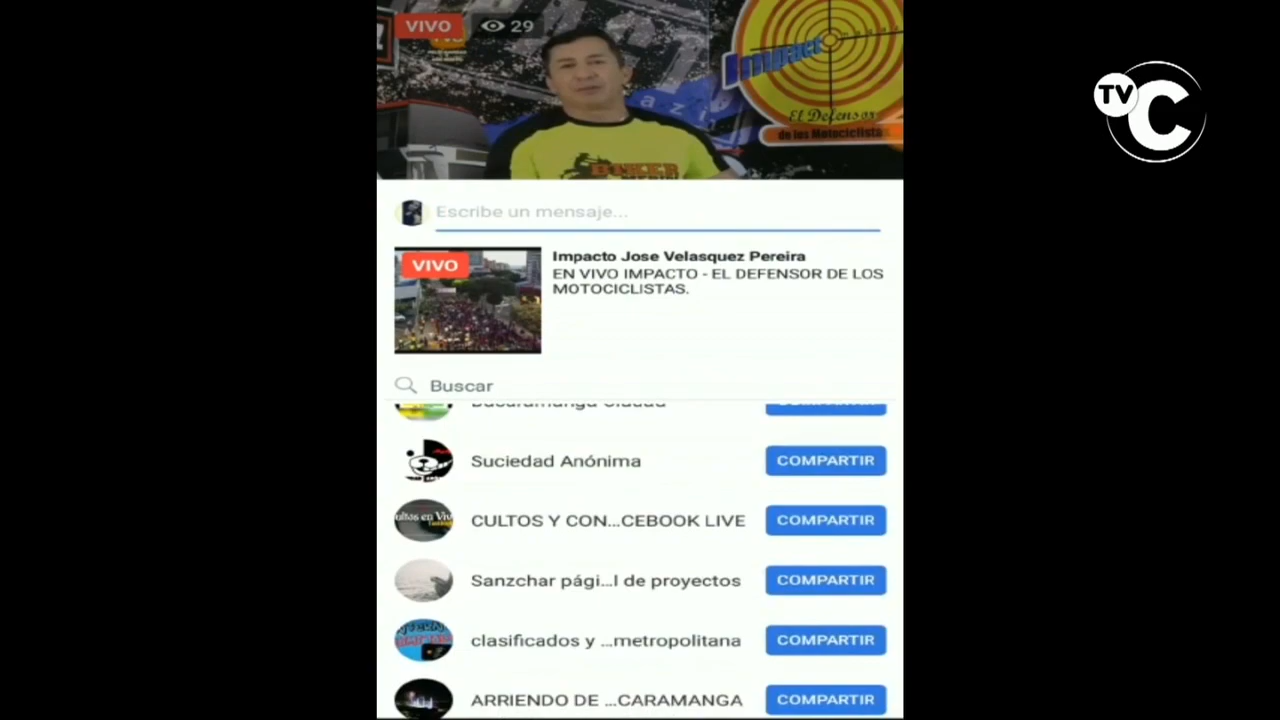 VIVO
29
Impact
El Defensor
de los Motociclistas
BIKER
TV C
Escribe un mensaje...
VIVO
Impacto Jose Velasquez Pereira
EN VIVO IMPACTO - EL DEFENSOR DE LOS
MOTOCICLISTAS.
Buscar
Suciedad Anónima
COMPARTIR
CULTOS Y CON...CEBOOK LIVE
COMPARTIR
Sanzchar pági...l de proyectos
COMPARTIR
clasificados y ...metropolitana
COMPARTIR
ARRIENDO DE ...CARAMANGA
COMPARTIR